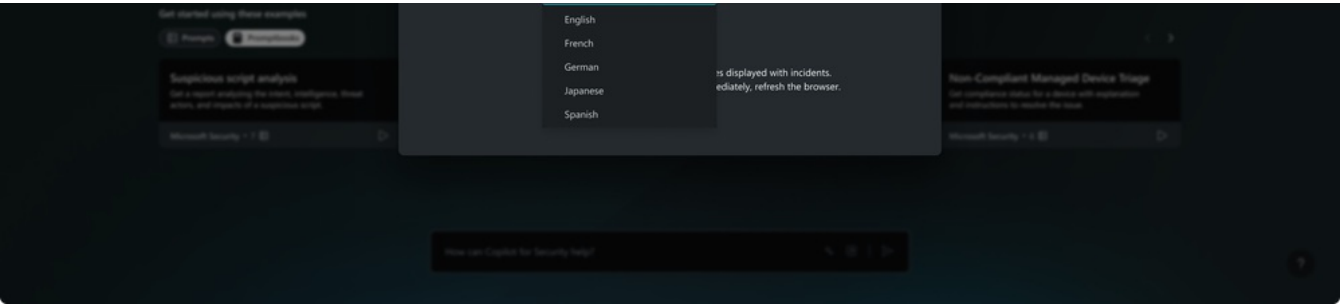 Get started using these examples
Prompts
Promptbooks
English
French
German
Japanese
Spanish
es displayed with incidents.
ediately, refresh the browser.
Suspicious script analysis
Get a report analyzing the intent, intelligence, threat
actors, and impacts of a suspicious script.
Microsoft Security • 7
Non-Compliant Managed Device Triage
Get compliance status for a device with explanation
and instructions to resolve the issue.
Microsoft Security • 6
How can Copilot for Security help?
?